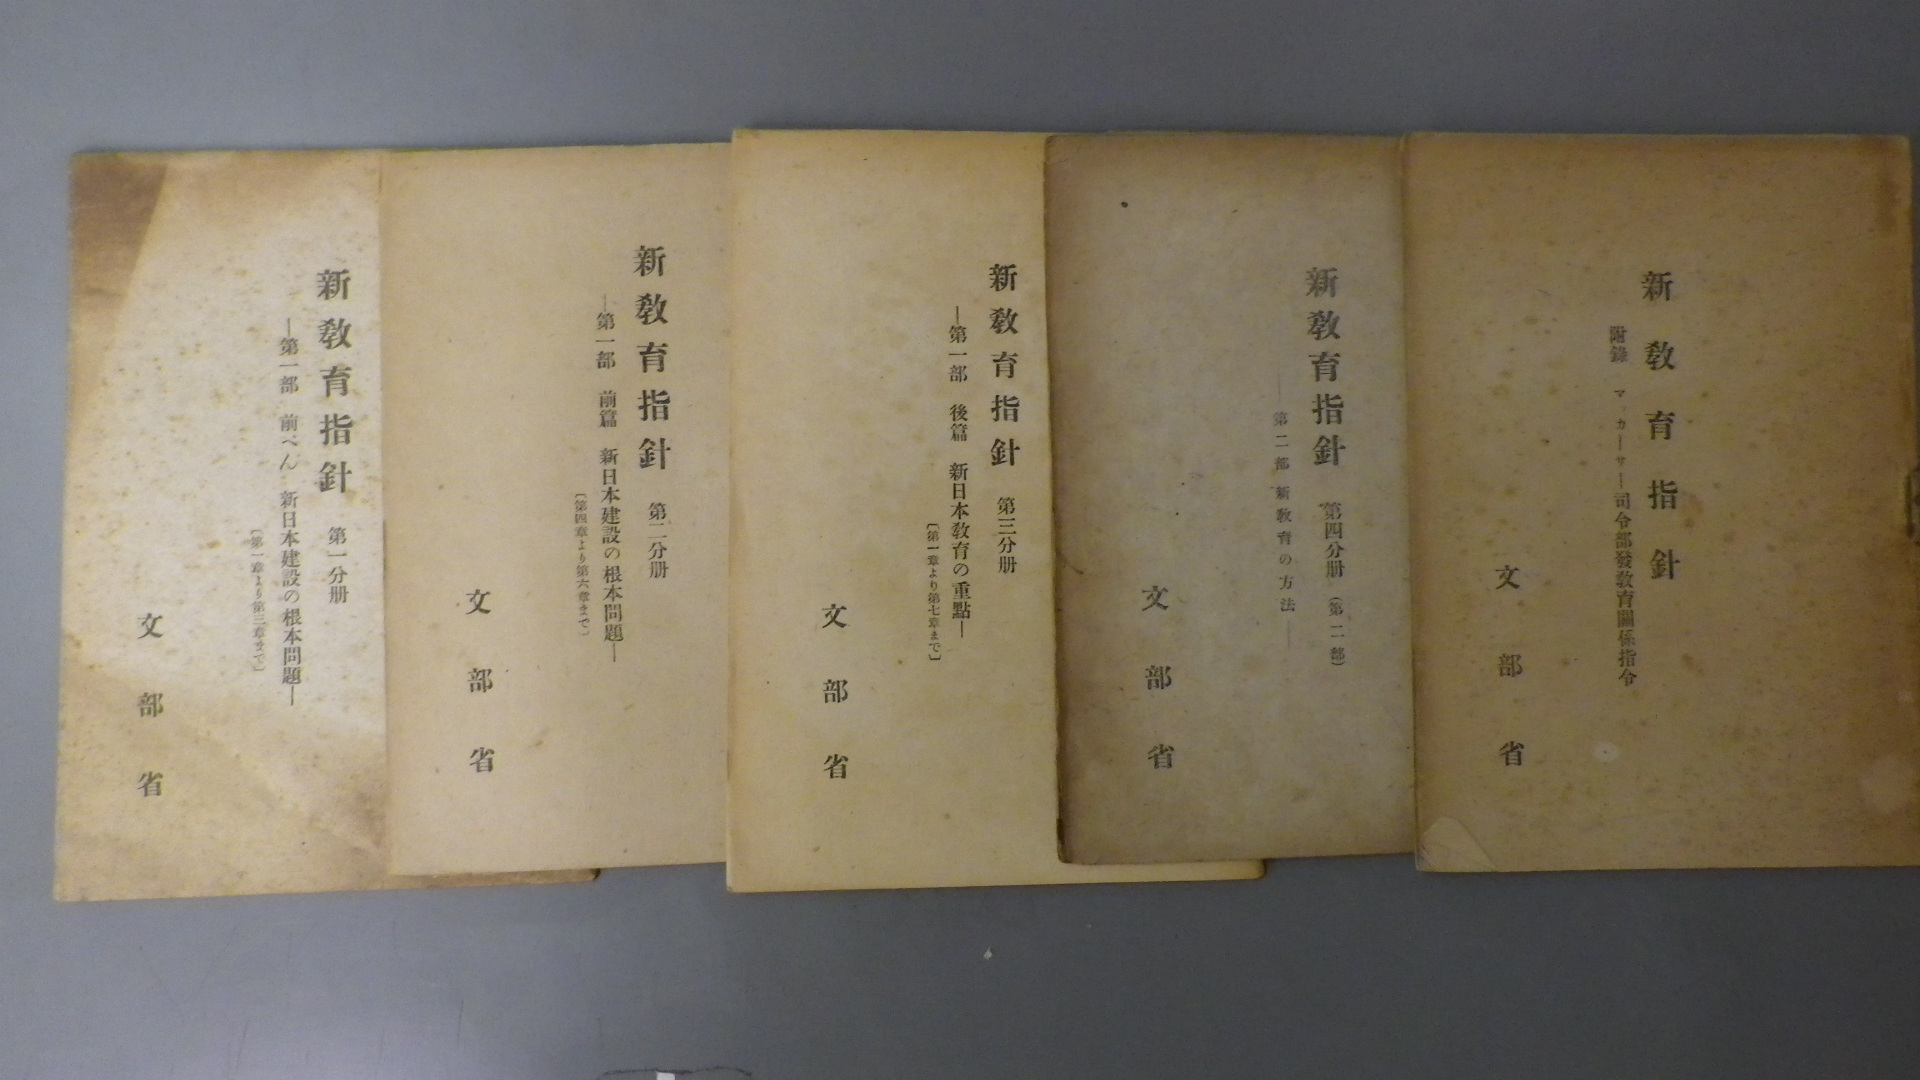 新敎育指針 第一分册
―第一部 前ぺん 新日本建設の根本問題―
〔第一章より第三章まで〕
文部省
新敎育指針 第二分册
―第一部 前篇 新日本建設の根本問題―
〔第四章より第六章まで〕
文部省
新敎育指針 第三分册
―第一部 後篇 新日本敎育の重點―
〔第一章より第七章まで〕
文部省
新敎育指針 第四分册 (第二部)
―第二部 新敎育の方法―
文部省
新敎育指針
附錄 マッカーサー司令部發敎育關係指令
文部省